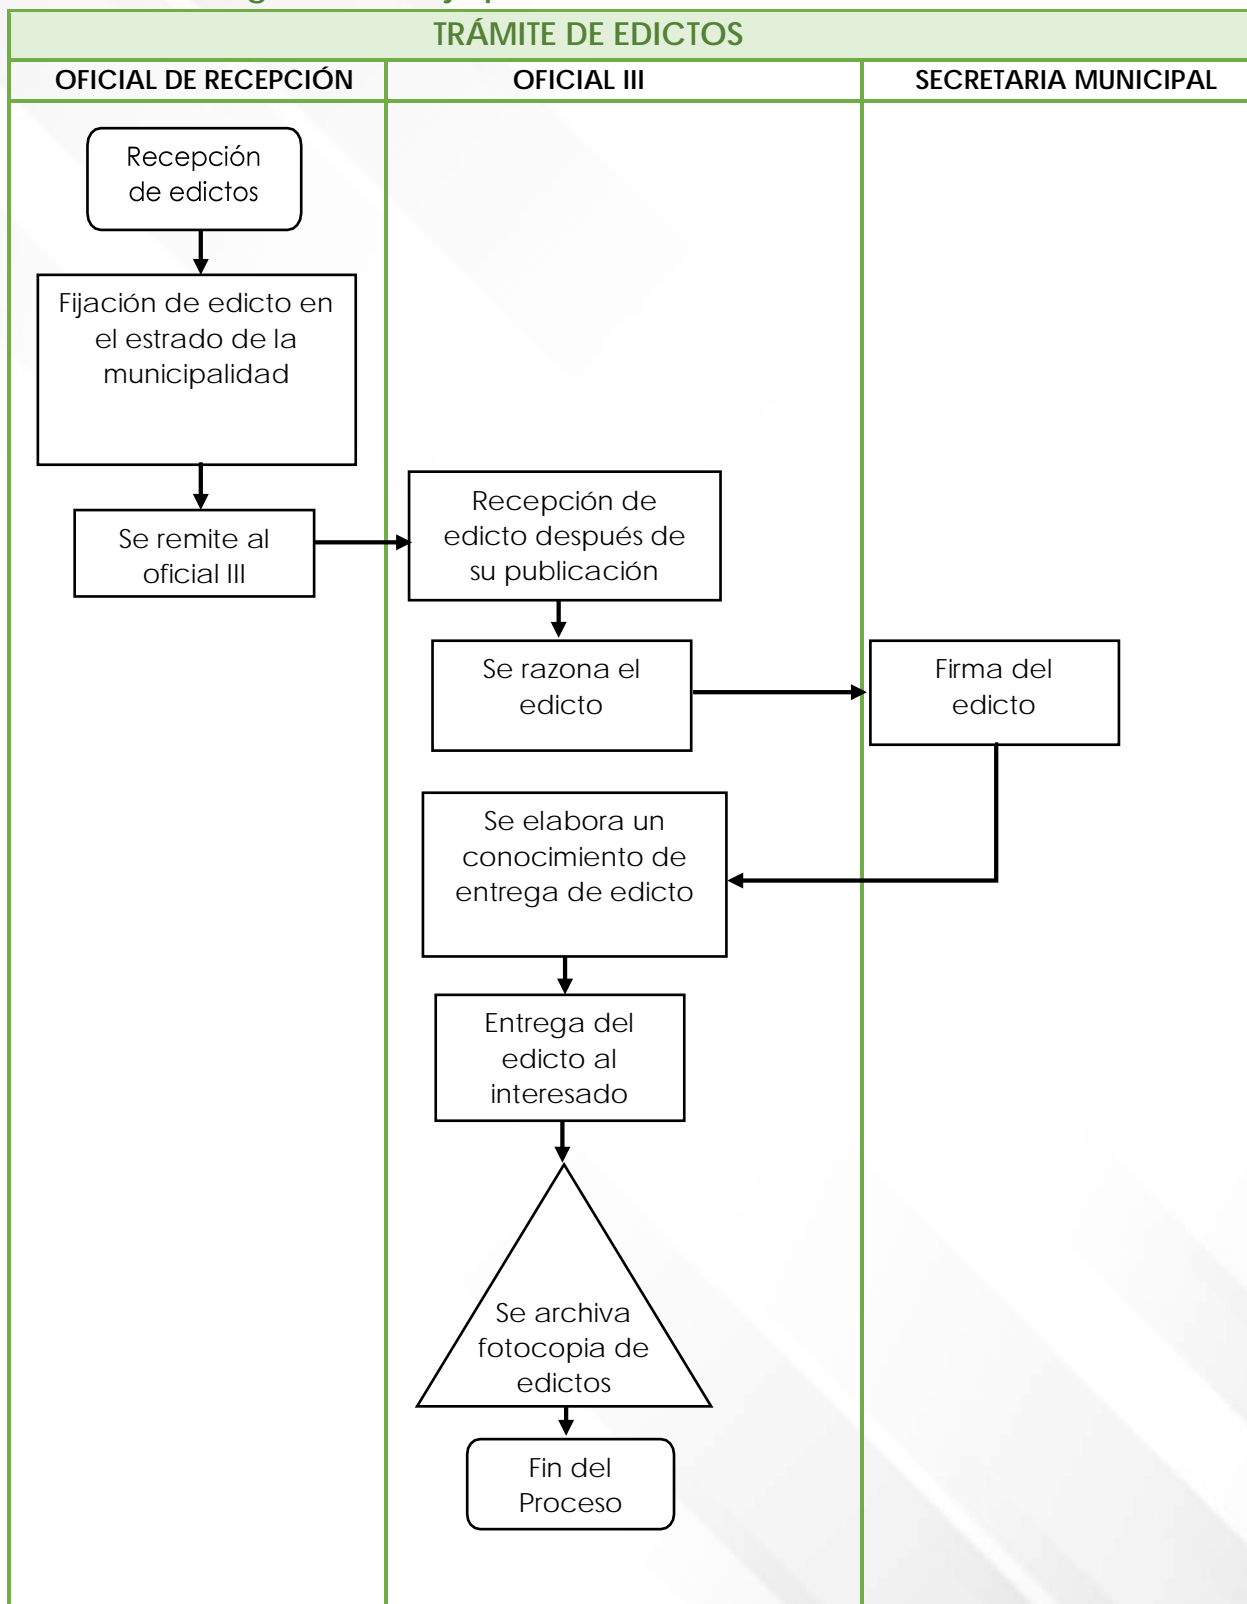 TRÁMITE DE EDICTOS
OFICIAL DE RECEPCIÓN
OFICIAL III
SECRETARIA MUNICIPAL
Recepción
de edictos
Fijación de edicto en
el estrado de la
municipalidad
Se remite al
oficial III
Recepción de
edicto después de
su publicación
Se razona el
edicto
Firma del
edicto
Se elabora un
conocimiento de
entrega de edicto
Entrega del
edicto al
interesado
Se archiva
fotocopia de
edictos
Fin del
Proceso